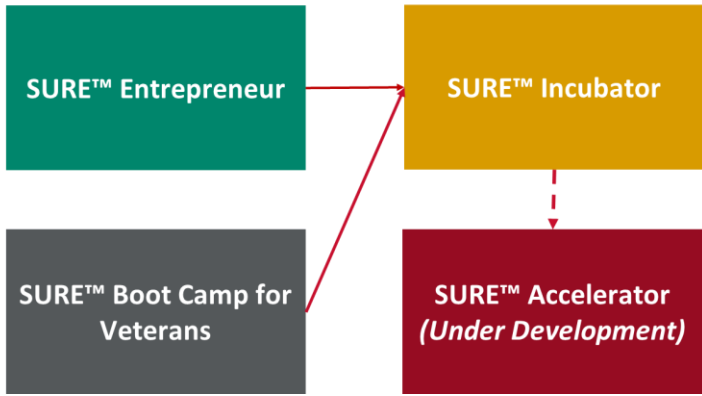 SURE™ Entrepreneur
SURE™ Incubator
SURE™ Boot Camp for
Veterans
SURE™ Accelerator
(Under Development)